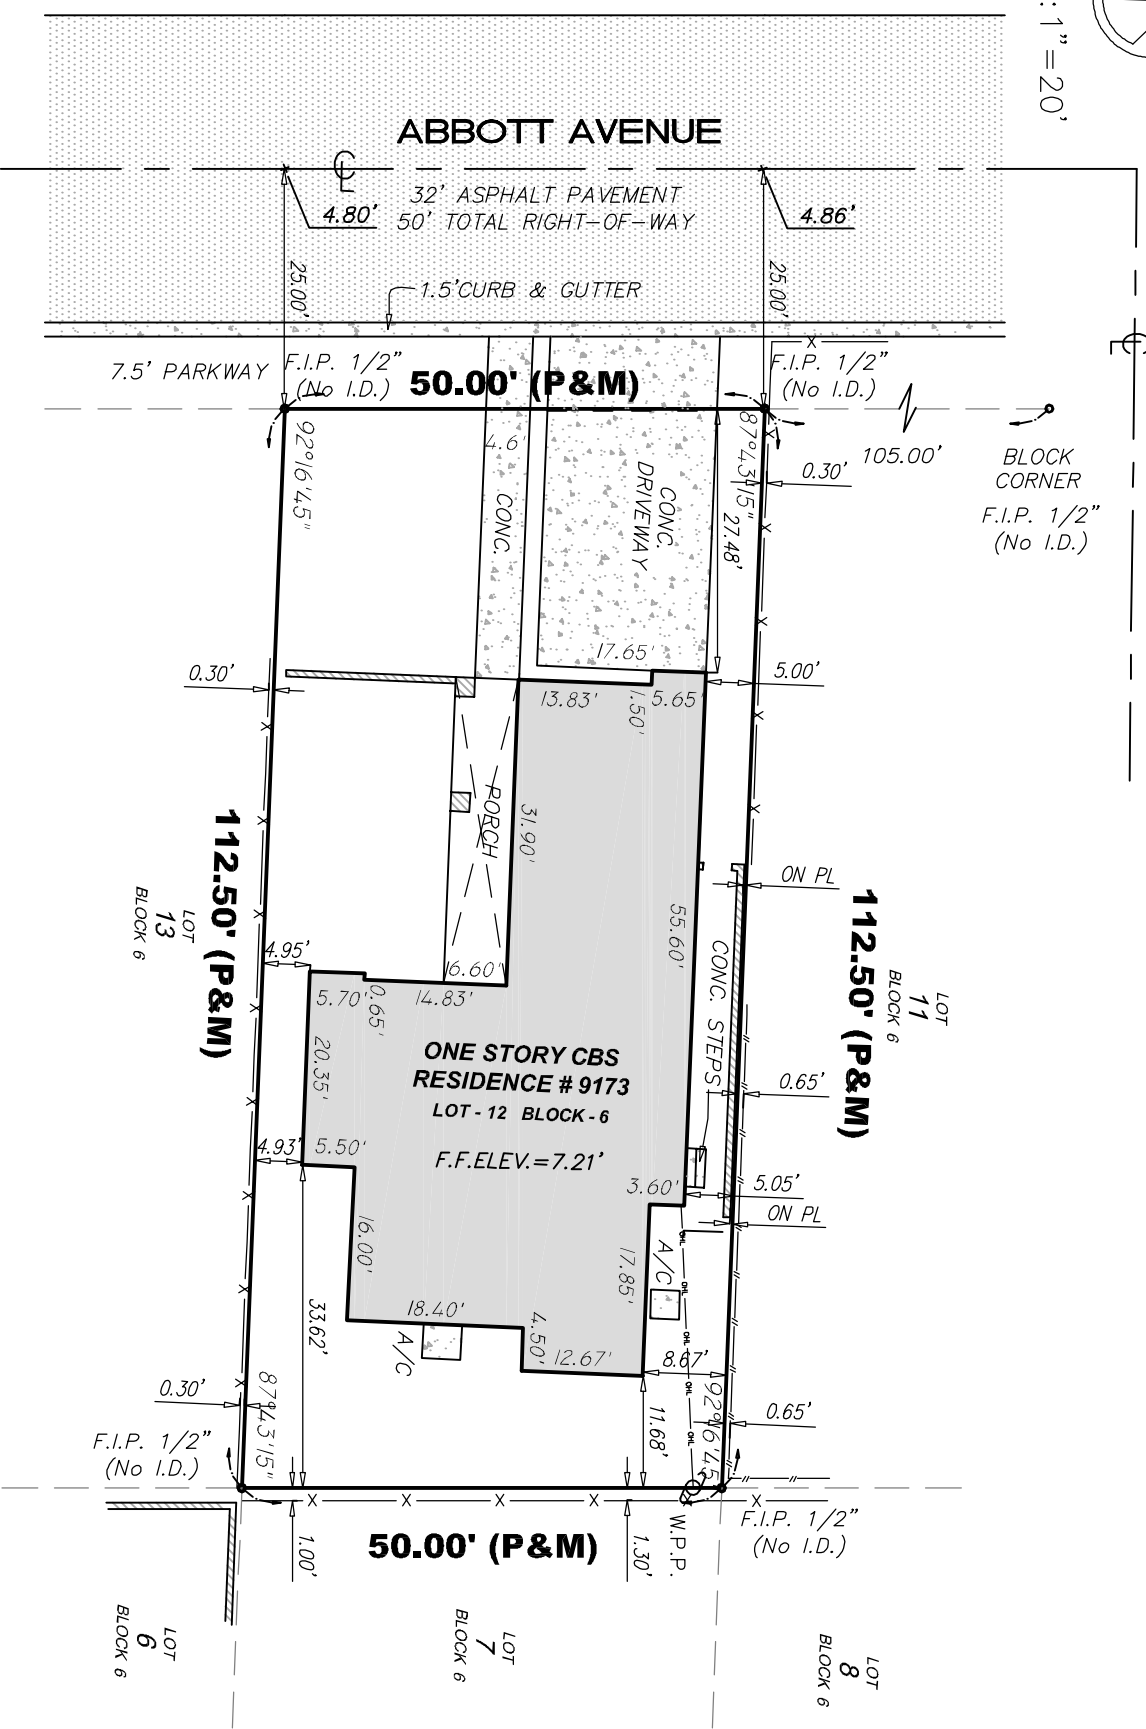 : 1" =20'
ABBOTT AVENUE
℄
32' ASPHALT PAVEMENT
50' TOTAL RIGHT-OF-WAY
4.80'
4.86'
25.00'
25.00'
1.5'CURB & GUTTER
℄
7.5' PARKWAY
F.I.P. 1/2"
(No I.D.)
50.00' (P&M)
F.I.P. 1/2"
(No I.D.)
92°16'45"
4.6'
CONC.
CONC.
DRIVEWAY
87°43'15"
27.48'
0.30'
105.00'
BLOCK
CORNER
F.I.P. 1/2"
(No I.D.)
17.65'
0.30'
13.83'
1.50'
5.65'
5.00'
PORCH
31.90'
ON PL
112.50' (P&M)
LOT
13
BLOCK 6
55.60'
CONC. STEPS
112.50' (P&M)
LOT
11
BLOCK 6
4.95'
5.70'
0.65'
14.83'
6.60'
20.35'
ONE STORY CBS
RESIDENCE # 9173
LOT - 12 BLOCK - 6
F.F.ELEV.=7.21'
0.65'
4.93'
5.50'
3.60'
5.05'
ON PL
16.00'
17.85'
A/C
OHL
OHL
OHL
OHL
OHL
33.62'
18.40'
A/C
4.50'
12.67'
8.67'
0.30'
87°43'15"
11.68'
92°16'45"
0.65'
F.I.P. 1/2"
(No I.D.)
1.00'
50.00' (P&M)
1.30'
W.P.P.
F.I.P. 1/2"
(No I.D.)
LOT
6
BLOCK 6
LOT
7
BLOCK 6
LOT
8
BLOCK 6